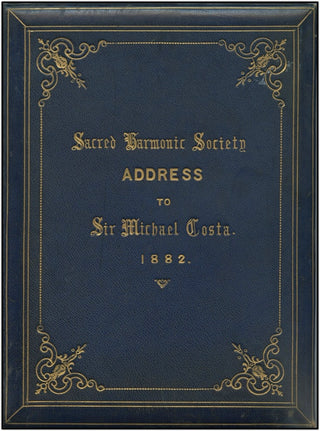 Sacred Harmonic Society
ADDRESS
TO
Sir Michael Costa.
1882.